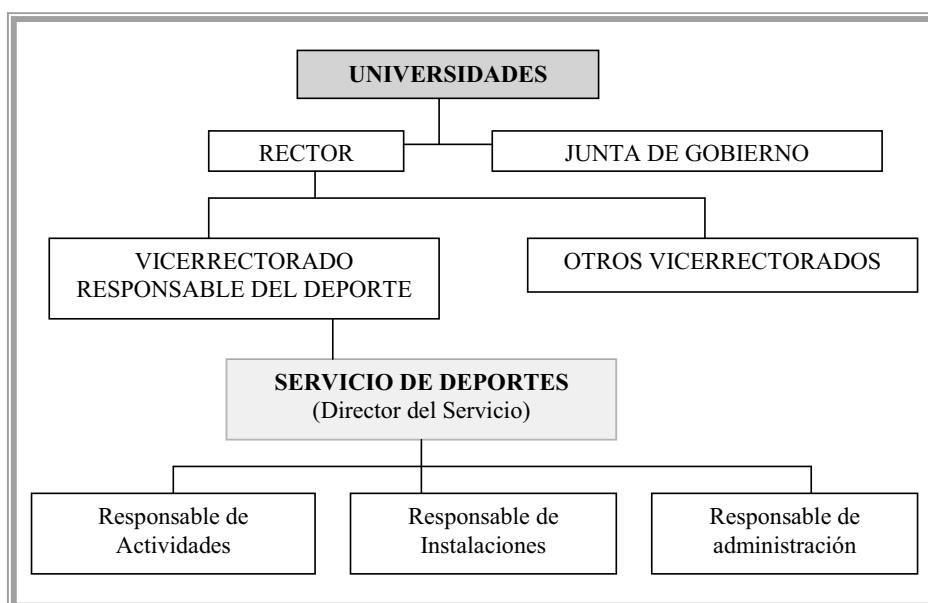 UNIVERSIDADES
RECTOR
JUNTA DE GOBIERNO
VICERRECTORADO
RESPONSABLE DEL DEPORTE
OTROS VICERRECTORADOS
SERVICIO DE DEPORTES
(Director del Servicio)
Responsable de
Actividades
Responsable de
Instalaciones
Responsable de
administración